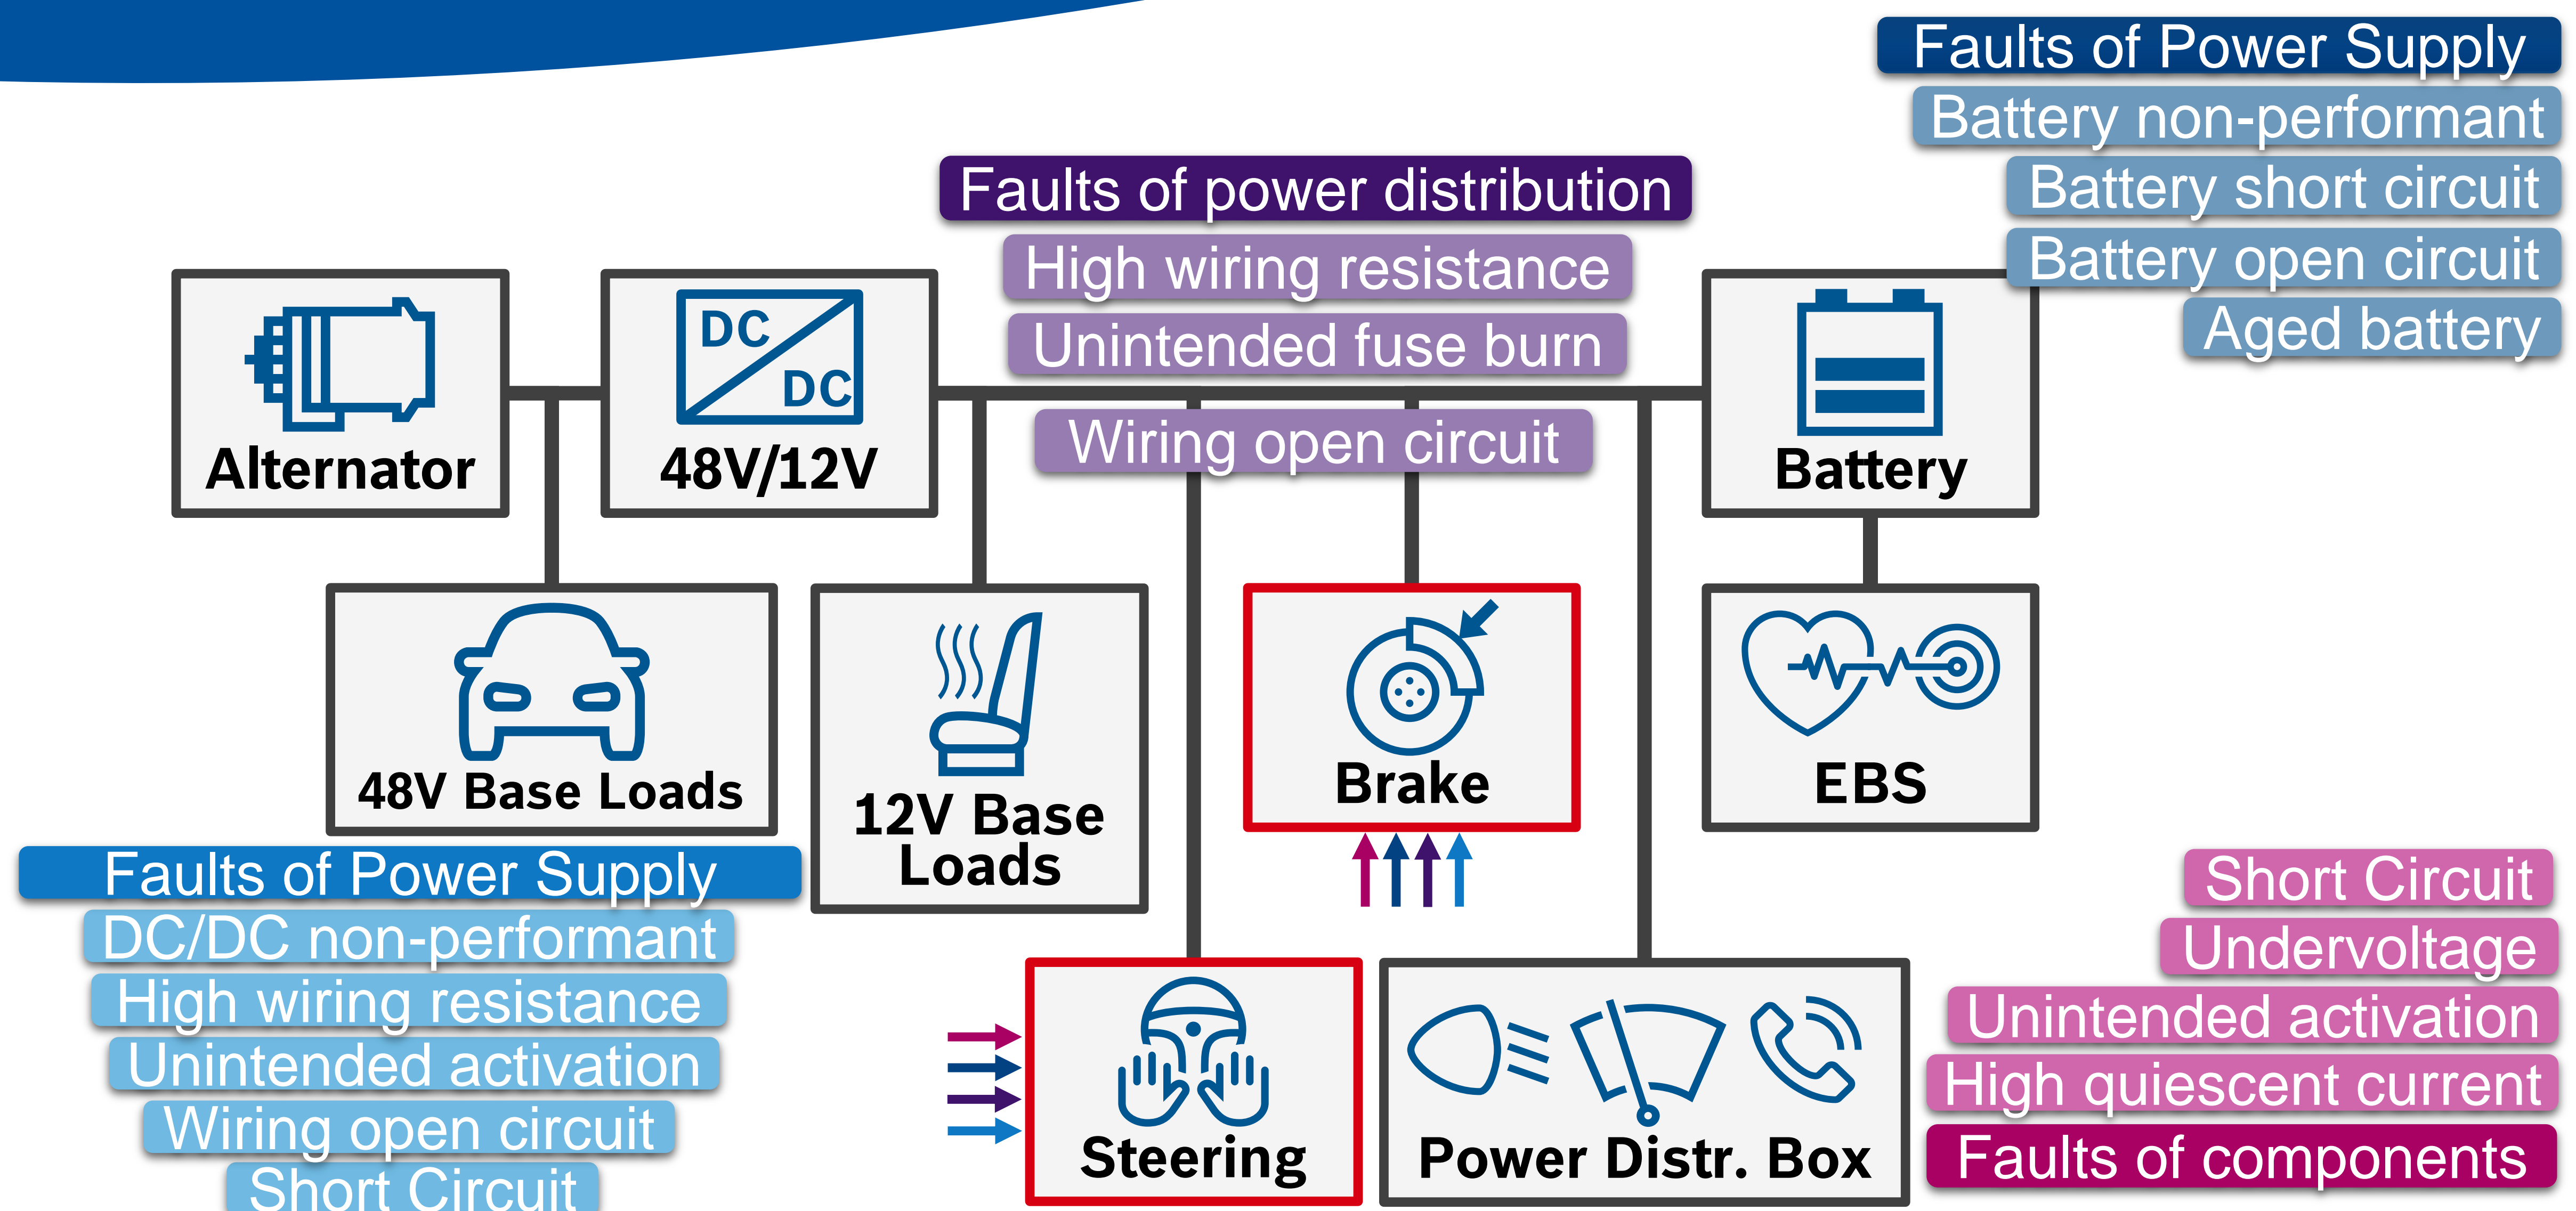 Faults of Power Supply
Battery non-performant
Battery short circuit
Battery open circuit
Aged battery
Faults of power distribution
High wiring resistance
Unintended fuse burn
Wiring open circuit
Alternator
DC
DC
48V/12V
Battery
48V Base Loads
12V Base
Loads
Brake
EBS
Faults of Power Supply
DC/DC non-performant
High wiring resistance
Unintended activation
Wiring open circuit
Short Circuit
Steering
Power Distr. Box
Short Circuit
Undervoltage
Unintended activation
High quiescent current
Faults of components